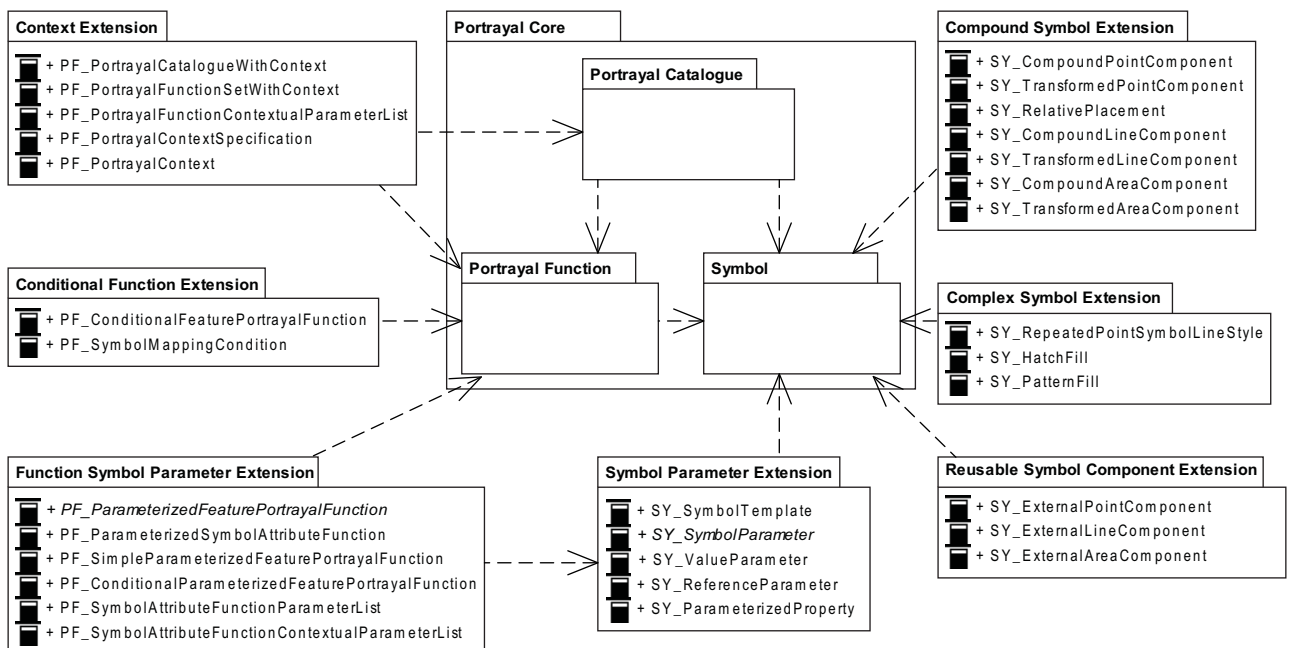 Context Extension
+ PF_PortrayalCatalogueWithContext
+ PF_PortrayalFunctionSetWithContext
+ PF_PortrayalFunctionContextualParameterList
+ PF_PortrayalContextSpecification
+ PF_PortrayalContext
Portrayal Core
Portrayal Catalogue
Portrayal Function
Symbol
Compound Symbol Extension
+ SY_CompoundPointComponent
+ SY_TransformedPointComponent
+ SY_RelativePlacement
+ SY_CompoundLineComponent
+ SY_TransformedLineComponent
+ SY_CompoundAreaComponent
+ SY_TransformedAreaComponent
Conditional Function Extension
+ PF_ConditionalFeaturePortrayalFunction
+ PF_SymbolMappingCondition
Complex Symbol Extension
+ SY_RepeatedPointSymbolLineStyle
+ SY_HatchFill
+ SY_PatternFill
Function Symbol Parameter Extension
+ PF_ParameterizedFeaturePortrayalFunction
+ PF_ParameterizedSymbolAttributeFunction
+ PF_SimpleParameterizedFeaturePortrayalFunction
+ PF_ConditionalParameterizedFeaturePortrayalFunction
+ PF_SymbolAttributeFunctionParameterList
+ PF_SymbolAttributeFunctionContextualParameterList
Symbol Parameter Extension
+ SY_SymbolTemplate
+ SY_SymbolParameter
+ SY_ValueParameter
+ SY_ReferenceParameter
+ SY_ParameterizedProperty
Reusable Symbol Component Extension
+ SY_ExternalPointComponent
+ SY_ExternalLineComponent
+ SY_ExternalAreaComponent